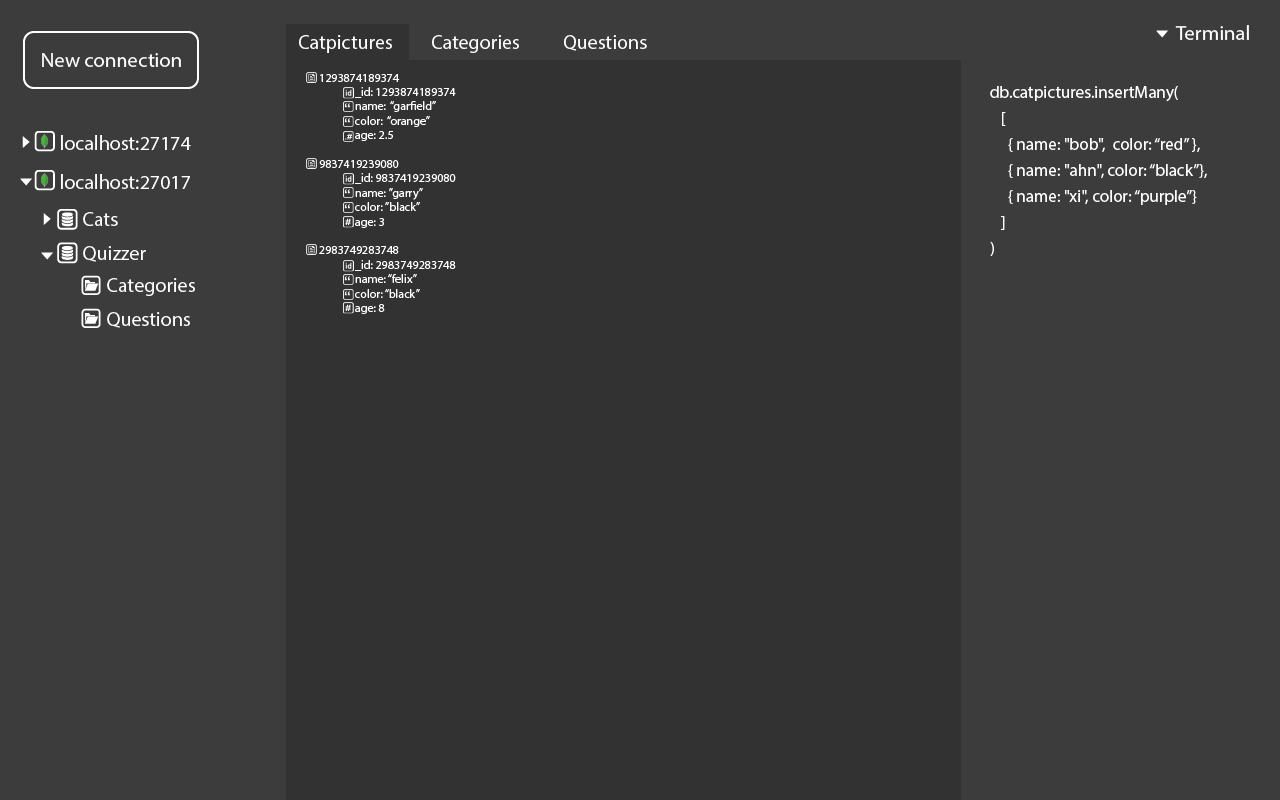 New connection
localhost:27174
localhost:27017
Cats
Quizzer
Categories
Questions
Catpictures
Categories
Questions
1293874189374
_id: 1293874189374
name: “garfield”
color: “orange”
age: 2.5
9837419239080
_id: 9837419239080
name: “garry”
color: “black”
age: 3
2983749283748
_id: 2983749283748
name: “felix”
color: “black”
age: 8
Terminal
db.catpictures.insertMany(
[
{ name: "bob", color: “red” },
{ name: "ahn", color: “black”},
{ name: "xi", color: “purple”}
]
)